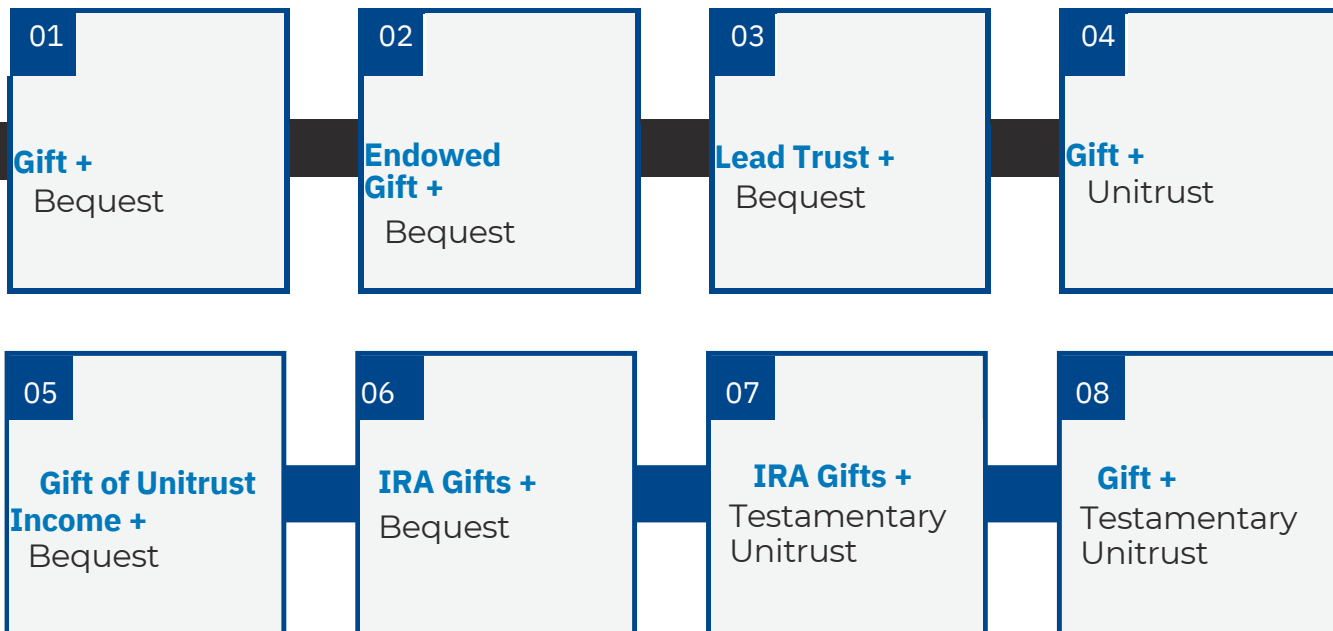 01
Gift +
Bequest
02
Endowed
Gift +
Bequest
03
Lead Trust +
Bequest
04
Gift +
Unitrust
05
Gift of Unitrust
Income +
Bequest
06
IRA Gifts +
Bequest
07
IRA Gifts +
Testamentary
Unitrust
08
Gift +
Testamentary
Unitrust